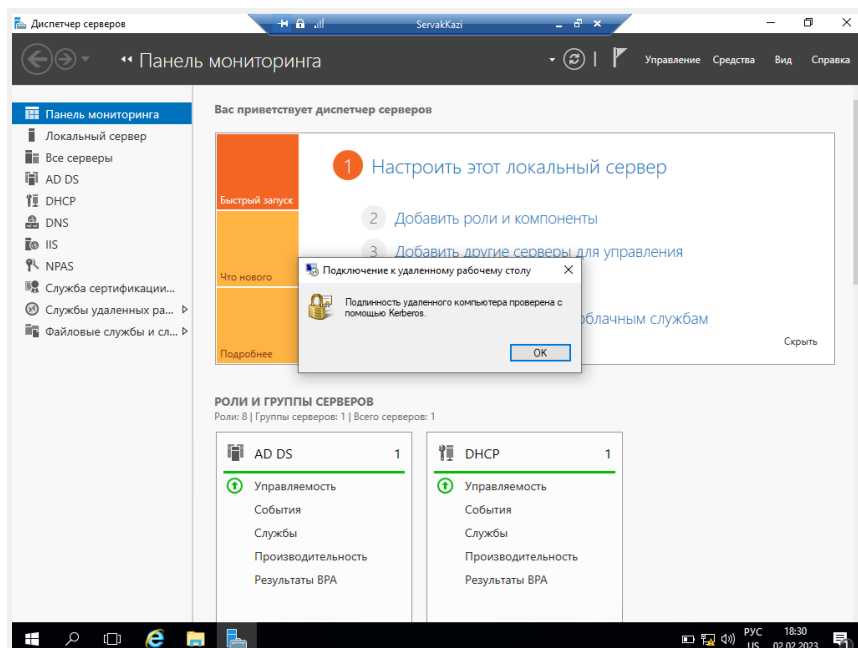 Диспетчер серверов
ServakKazi
Панель мониторинга
Управление Средства Вид Справка
Панель мониторинга
Локальный сервер
Все серверы
AD DS
DHCP
DNS
IIS
NPAS
Служба сертификации...
Службы удаленных ра...
Файловые службы и сл...
Вас приветствует диспетчер серверов
Быстрый запуск
Что нового
Подробнее
1 Настроить этот локальный сервер
2 Добавить роли и компоненты
3 Добавить другие серверы для управления
облачным службам
Скрыть
Подключение к удаленному рабочему столу
Подлинность удаленного компьютера проверена с
помощью Kerberos.
OK
РОЛИ И ГРУППЫ СЕРВЕРОВ
Роли: 8 | Группы серверов: 1 | Всего серверов: 1
AD DS 1
Управляемость
События
Службы
Производительность
Результаты BPA
DHCP 1
Управляемость
События
Службы
Производительность
Результаты BPA
РУС 18:30
US 02.02.2023
1